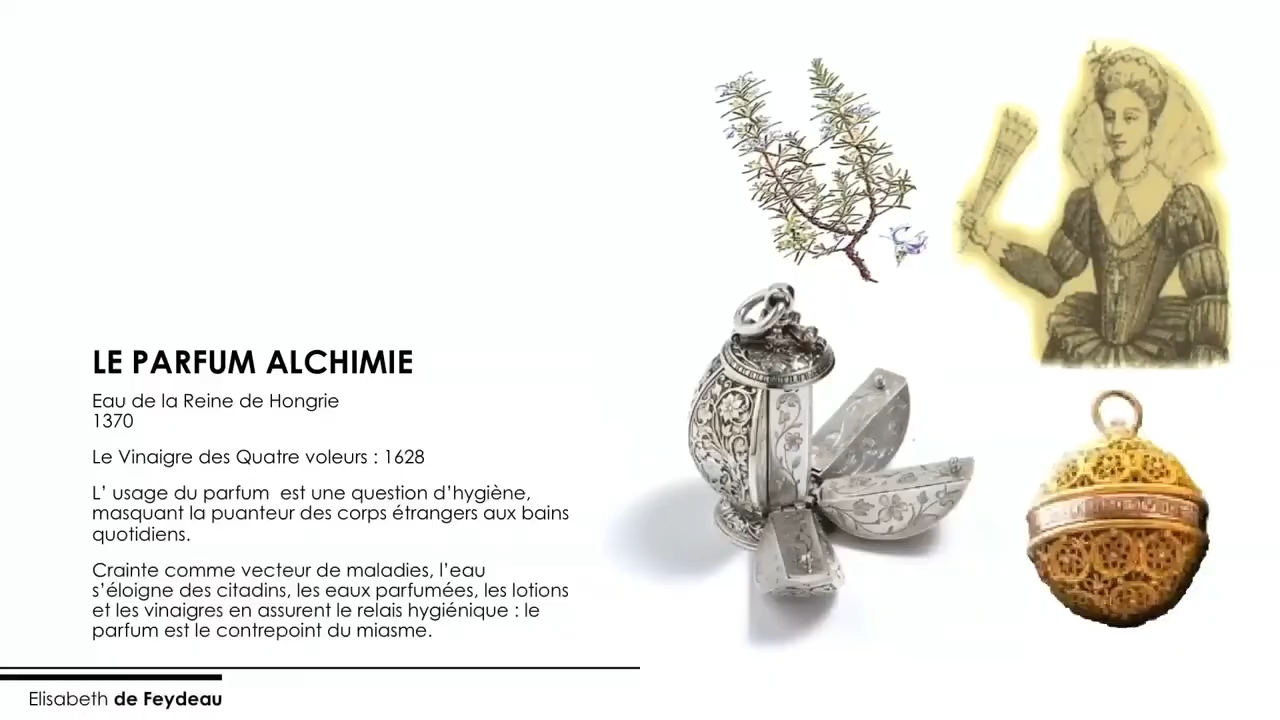 LE PARFUM ALCHIMIE
Eau de la Reine de Hongrie
1370
Le Vinaigre des Quatre voleurs : 1628
L’ usage du parfum  est une question d’hygiène,
masquant la puanteur des corps étrangers aux bains
quotidiens.
Crainte comme vecteur de maladies, l’eau
s’éloigne des citadins, les eaux parfumées, les lotions
et les vinaigres en assurent le relais hygiénique : le
parfum est le contrepoint du miasme.
Elisabeth de Feydeau